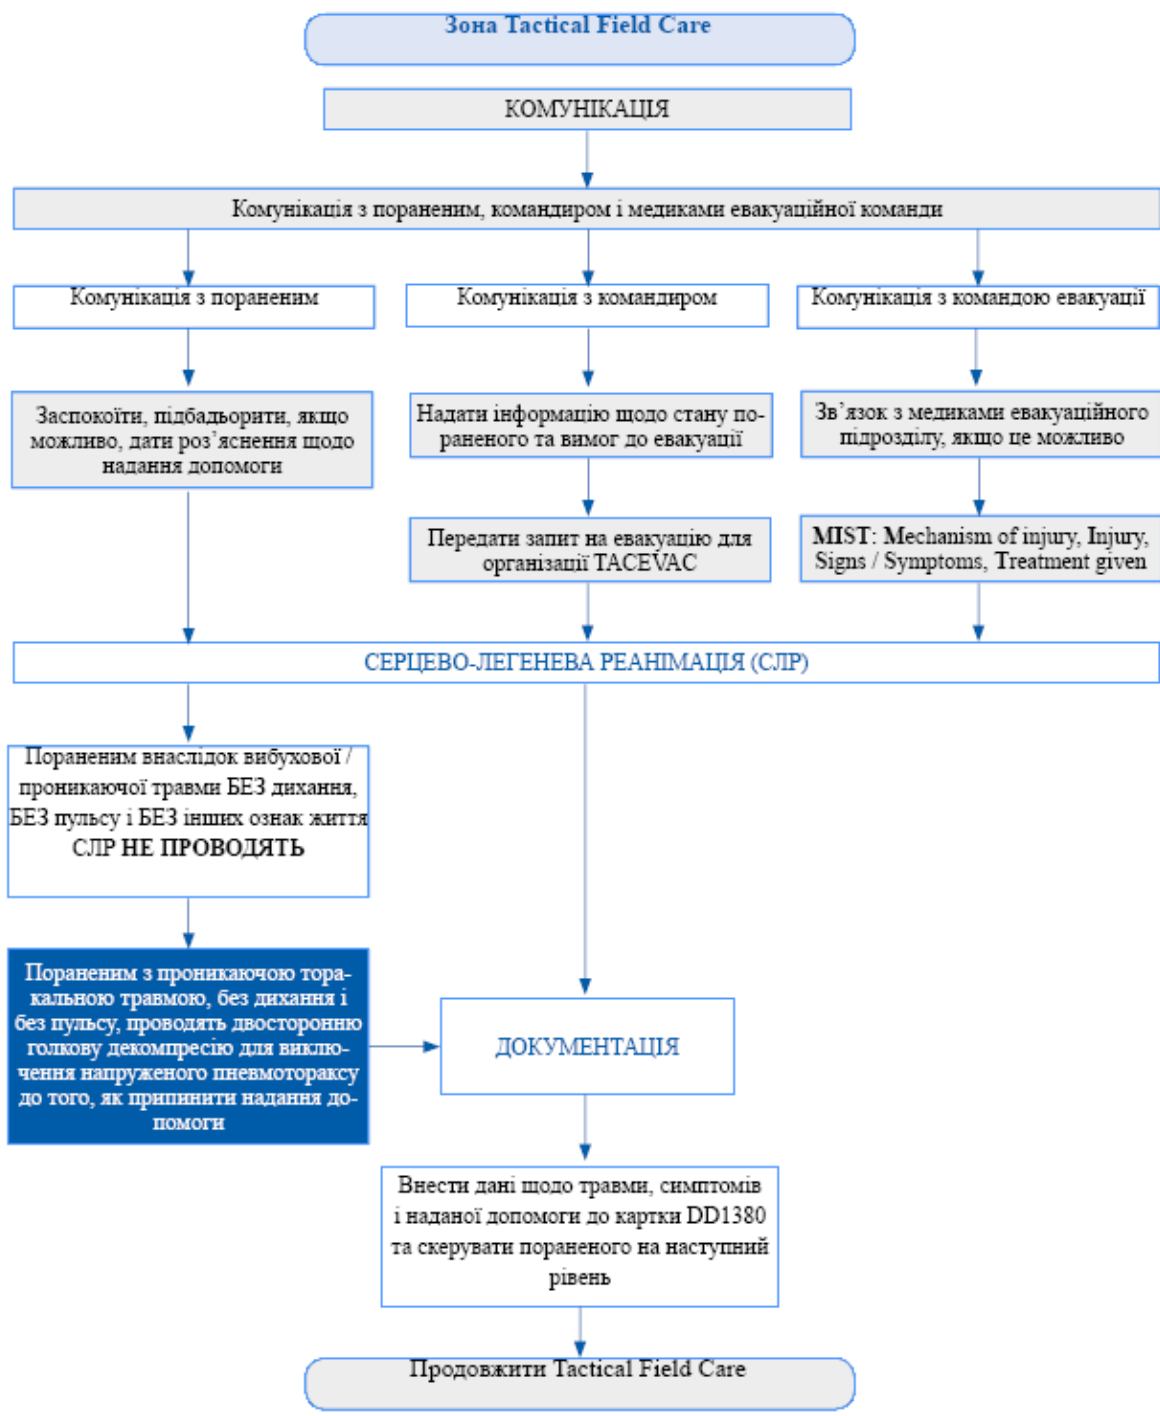 Зона Tactical Field Care
КОМУНІКАЦІЯ
Комунікація з пораненим, командиром і медиками евакуаційної команди
Комунікація з пораненим
Комунікація з командиром
Комунікація з командою евакуації
Заспокоїти, підбадьорити, якщо
можливо, дати роз’яснення щодо
надання допомоги
Надати інформацію щодо стану по-
раненого та вимог до евакуації
Зв’язок з медиками евакуаційного
підрозділу, якщо це можливо
Передати запит на евакуацію для
організації TACEVAC
MIST: Mechanism of injury, Injury,
Signs / Symptoms, Treatment given
СЕРЦЕВО-ЛЕГЕНЕВА РЕАНІМАЦІЯ (СЛР)
Пораненим внаслідок вибухової /
проникаючої травми БЕЗ дихання,
БЕЗ пульсу і БЕЗ інших ознак життя
СЛР НЕ ПРОВОДЯТЬ
Пораненим з проникаючою тора-
кальною травмою, без дихання і
без пульсу, проводять двосторонню
голкову декомпресію для виклю-
чення напруженого пневмотораксу
до того, як припинити надання до-
помоги
ДОКУМЕНТАЦІЯ
Внести дані щодо травми, симптомів
і наданої допомоги до картки DD1380
та скерувати пораненого на наступний
рівень
Продовжити Tactical Field Care